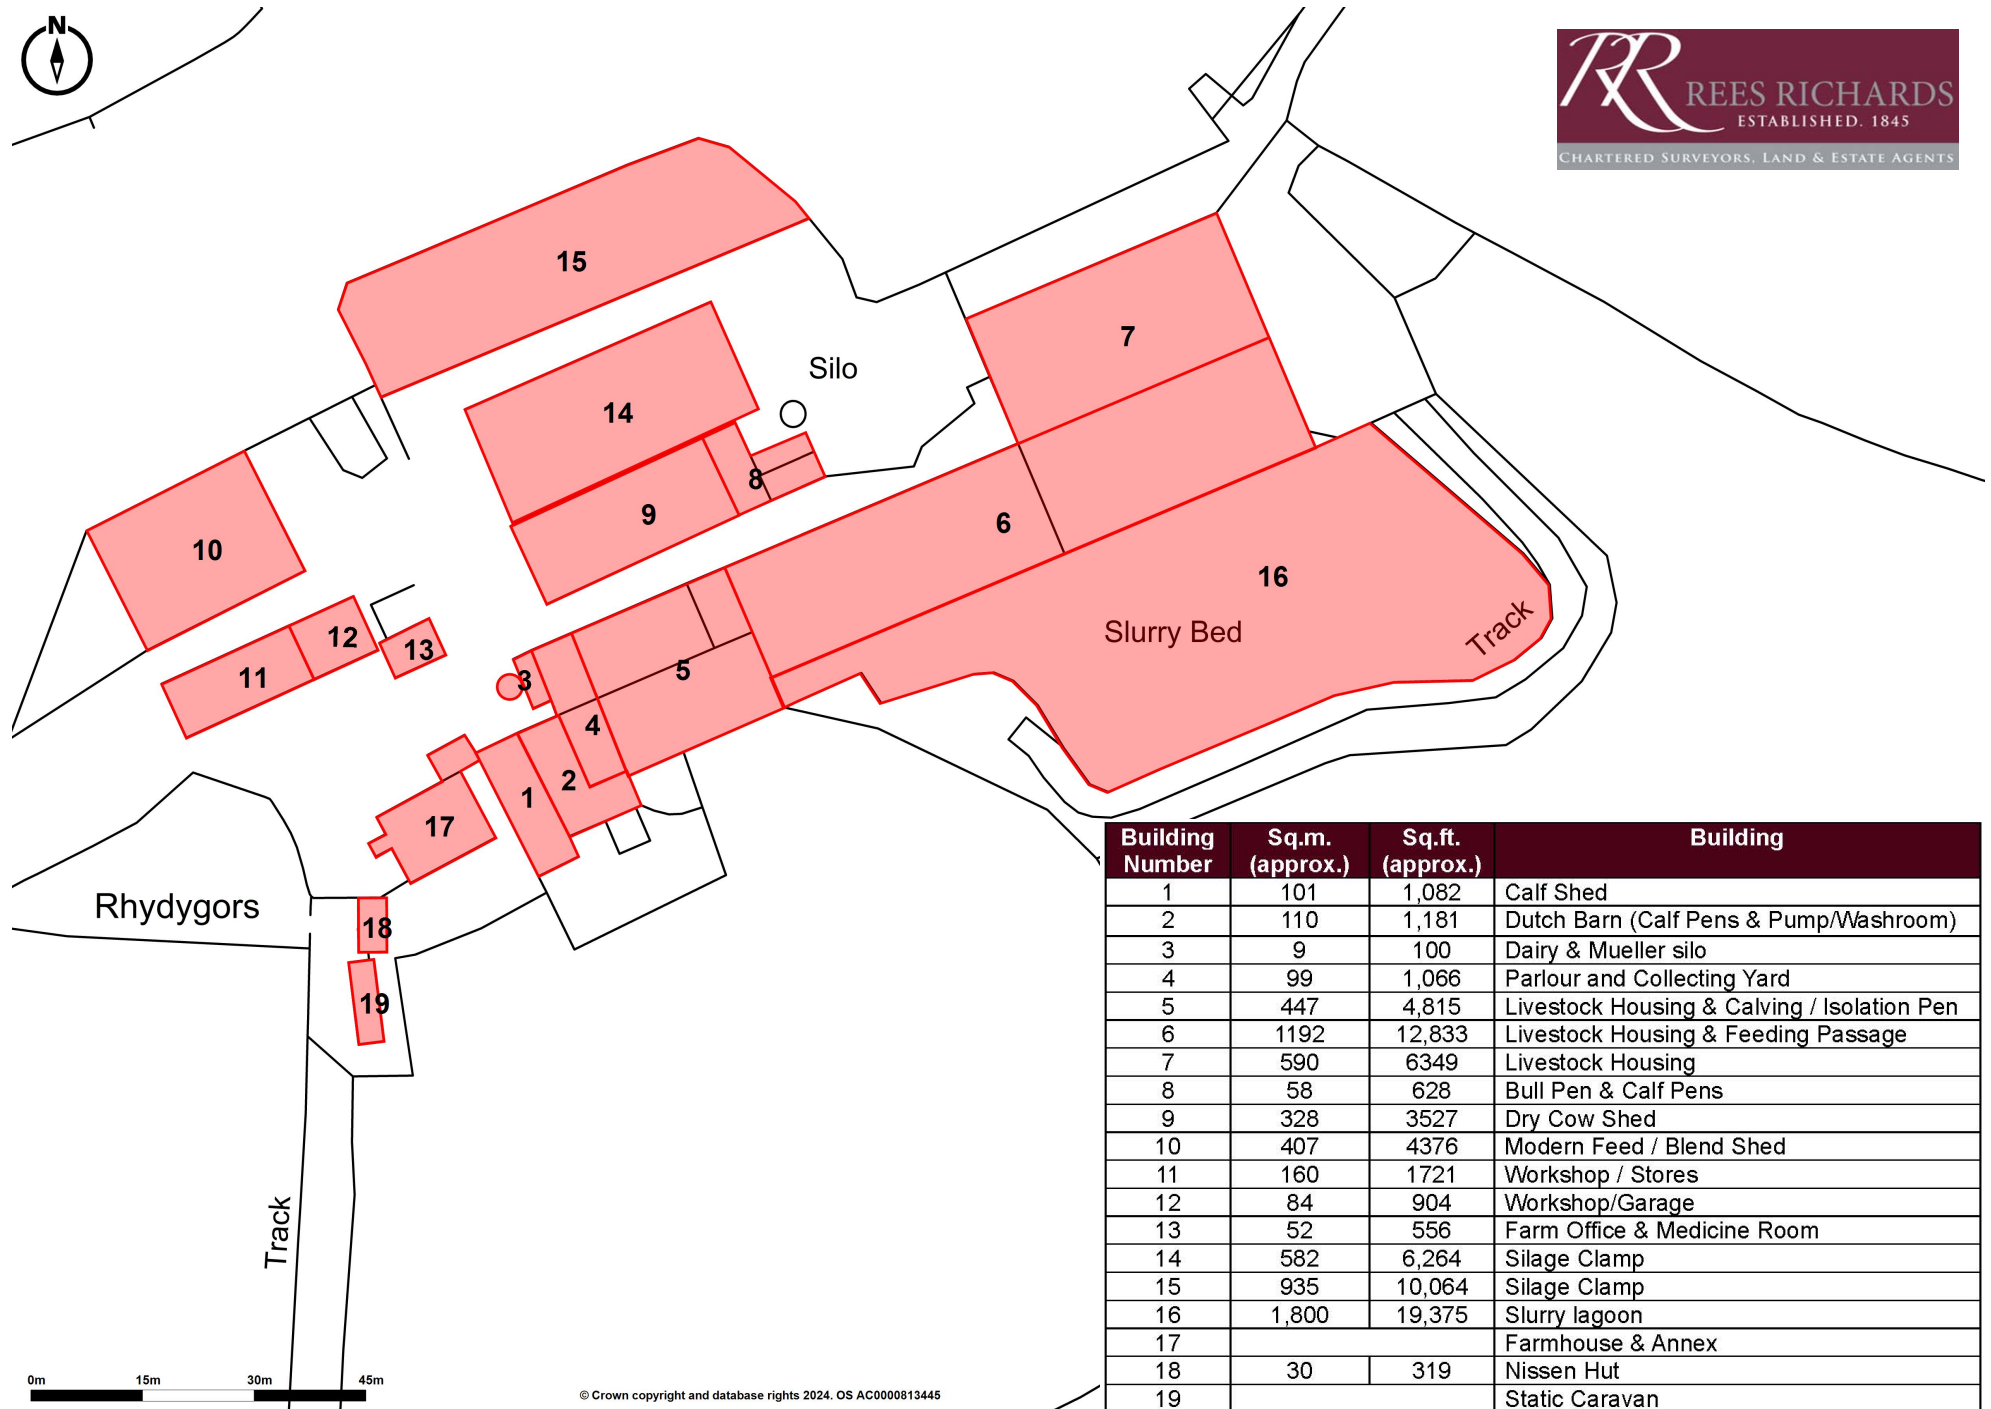 N
RR REES RICHARDS
ESTABLISHED. 1845
CHARTERED SURVEYORS, LAND & ESTATE AGENTS
15
7
Silo
14
8
9
6
10
16
12
Slurry Bed
Track
13
11
5
3
4
2
1
17
Rhydygors
18
19
Track
Building Number Sq.m. (approx.) Sq.ft. (approx.) Building
1 101 1,082 Calf Shed
2 110 1,181 Dutch Barn (Calf Pens & Pump/Washroom)
3 9 100 Dairy & Mueller silo
4 99 1,066 Parlour and Collecting Yard
5 447 4,815 Livestock Housing & Calving / Isolation Pen
6 1192 12,833 Livestock Housing & Feeding Passage
7 590 6349 Livestock Housing
8 58 628 Bull Pen & Calf Pens
9 328 3527 Dry Cow Shed
10 407 4376 Modern Feed / Blend Shed
11 160 1721 Workshop / Stores
12 84 904 Workshop/Garage
13 52 556 Farm Office & Medicine Room
14 582 6,264 Silage Clamp
15 935 10,064 Silage Clamp
16 1,800 19,375 Slurry lagoon
17 Farmhouse & Annex
18 30 319 Nissen Hut
19 Static Caravan
0m 15m 30m 45m
© Crown copyright and database rights 2024. OS AC0000813445